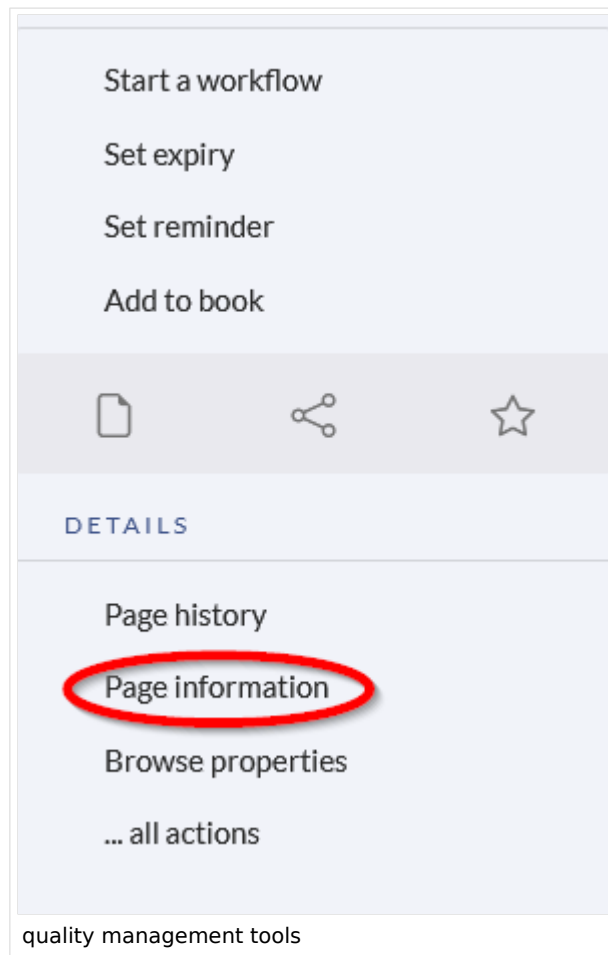 Start a workflow
Set expiry
Set reminder
Add to book
DETAILS
Page history
Page information
Browse properties
... all actions
quality management tools